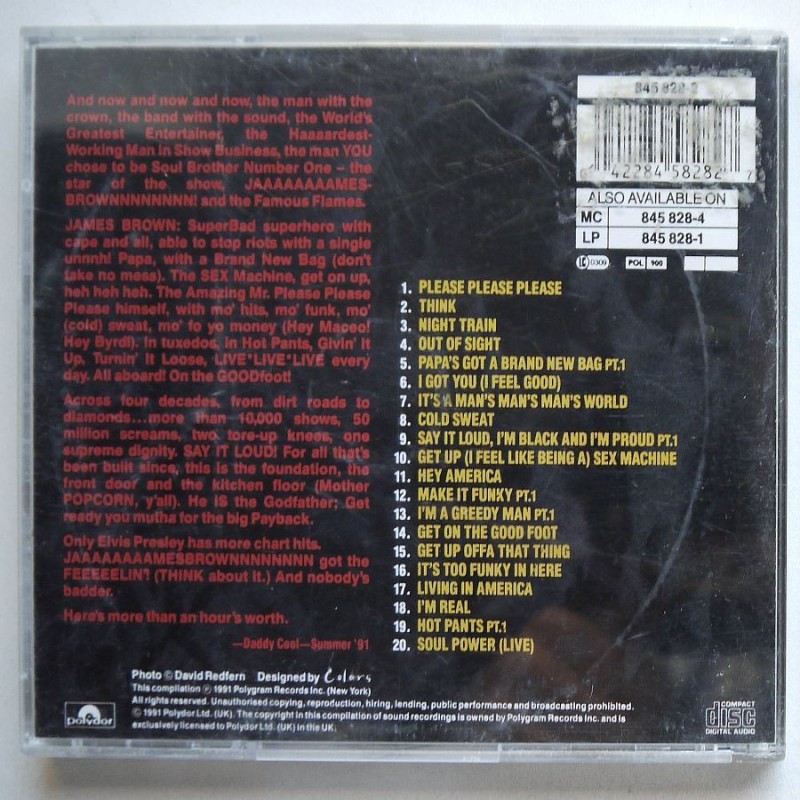 And now and now and now, the man with the
crown, the band with the sound, the World's
Greatest Entertainer, the Haaaardest-
Working Man in Show Business, the man YOU
chose to be Soul Brother Number One – the
star of the show, JAAAAAAAAMES-
BROWNNNNNNNN! and the Famous Flames.
JAMES BROWN: SuperBad superhero with
cape and all, able to stop riots with a single
unnnh! Papa, with a Brand New Bag (don't
take no mess). The SEX Machine, get on up,
heh heh heh. The Amazing Mr. Please Please
Please himself, with mo' hits, mo' funk, mo'
(cold) sweat, mo' fo yo money (Hey Maceo!
Hey Byrd!). In tuxedos, in Hot Pants, Givin' It
Up, Turnin' It Loose, LIVE*LIVE*LIVE every
day. All aboard! On the GOODfoot!
Across four decades, from dirt roads to
diamonds...more than 10,000 shows, 50
million screams, two tore-up knees, one
supreme dignity. SAY IT LOUD! For all that's
been built since, this is the foundation, the
front door and the kitchen floor (Mother
POPCORN, y'all). He IS the Godfather; Get
ready you mutha for the big Payback.
Only Elvis Presley has more chart hits.
JAAAAAAAAMESBROWNNNNNNNNN got the
FEEEEELIN'! (THINK about it.) And nobody's
badder.
Here's more than an hour's worth.
—Daddy Cool—Summer '91
845 828-2
42284 58282 7
ALSO AVAILABLE ON
MC 845 828-4
LP 845 828-1
LC 0309 POL 900
1. PLEASE PLEASE PLEASE
2. THINK
3. NIGHT TRAIN
4. OUT OF SIGHT
5. PAPA'S GOT A BRAND NEW BAG PT.1
6. I GOT YOU (I FEEL GOOD)
7. IT'S A MAN'S MAN'S MAN'S WORLD
8. COLD SWEAT
9. SAY IT LOUD, I'M BLACK AND I'M PROUD PT.1
10. GET UP (I FEEL LIKE BEING A) SEX MACHINE
11. HEY AMERICA
12. MAKE IT FUNKY PT.1
13. I'M A GREEDY MAN PT.1
14. GET ON THE GOOD FOOT
15. GET UP OFFA THAT THING
16. IT'S TOO FUNKY IN HERE
17. LIVING IN AMERICA
18. I'M REAL
19. HOT PANTS PT.1
20. SOUL POWER (LIVE)
Photo © David Redfern Designed by Colors
This compilation ℗ 1991 Polygram Records Inc. (New York)
All rights reserved. Unauthorised copying, reproduction, hiring, lending, public performance and broadcasting prohibited.
© 1991 Polydor Ltd. (UK). The copyright in this compilation of sound recordings is owned by Polygram Records Inc. and is
exclusively licensed to Polydor Ltd. (UK) in the UK.
polydor
COMPACT
disc
DIGITAL AUDIO